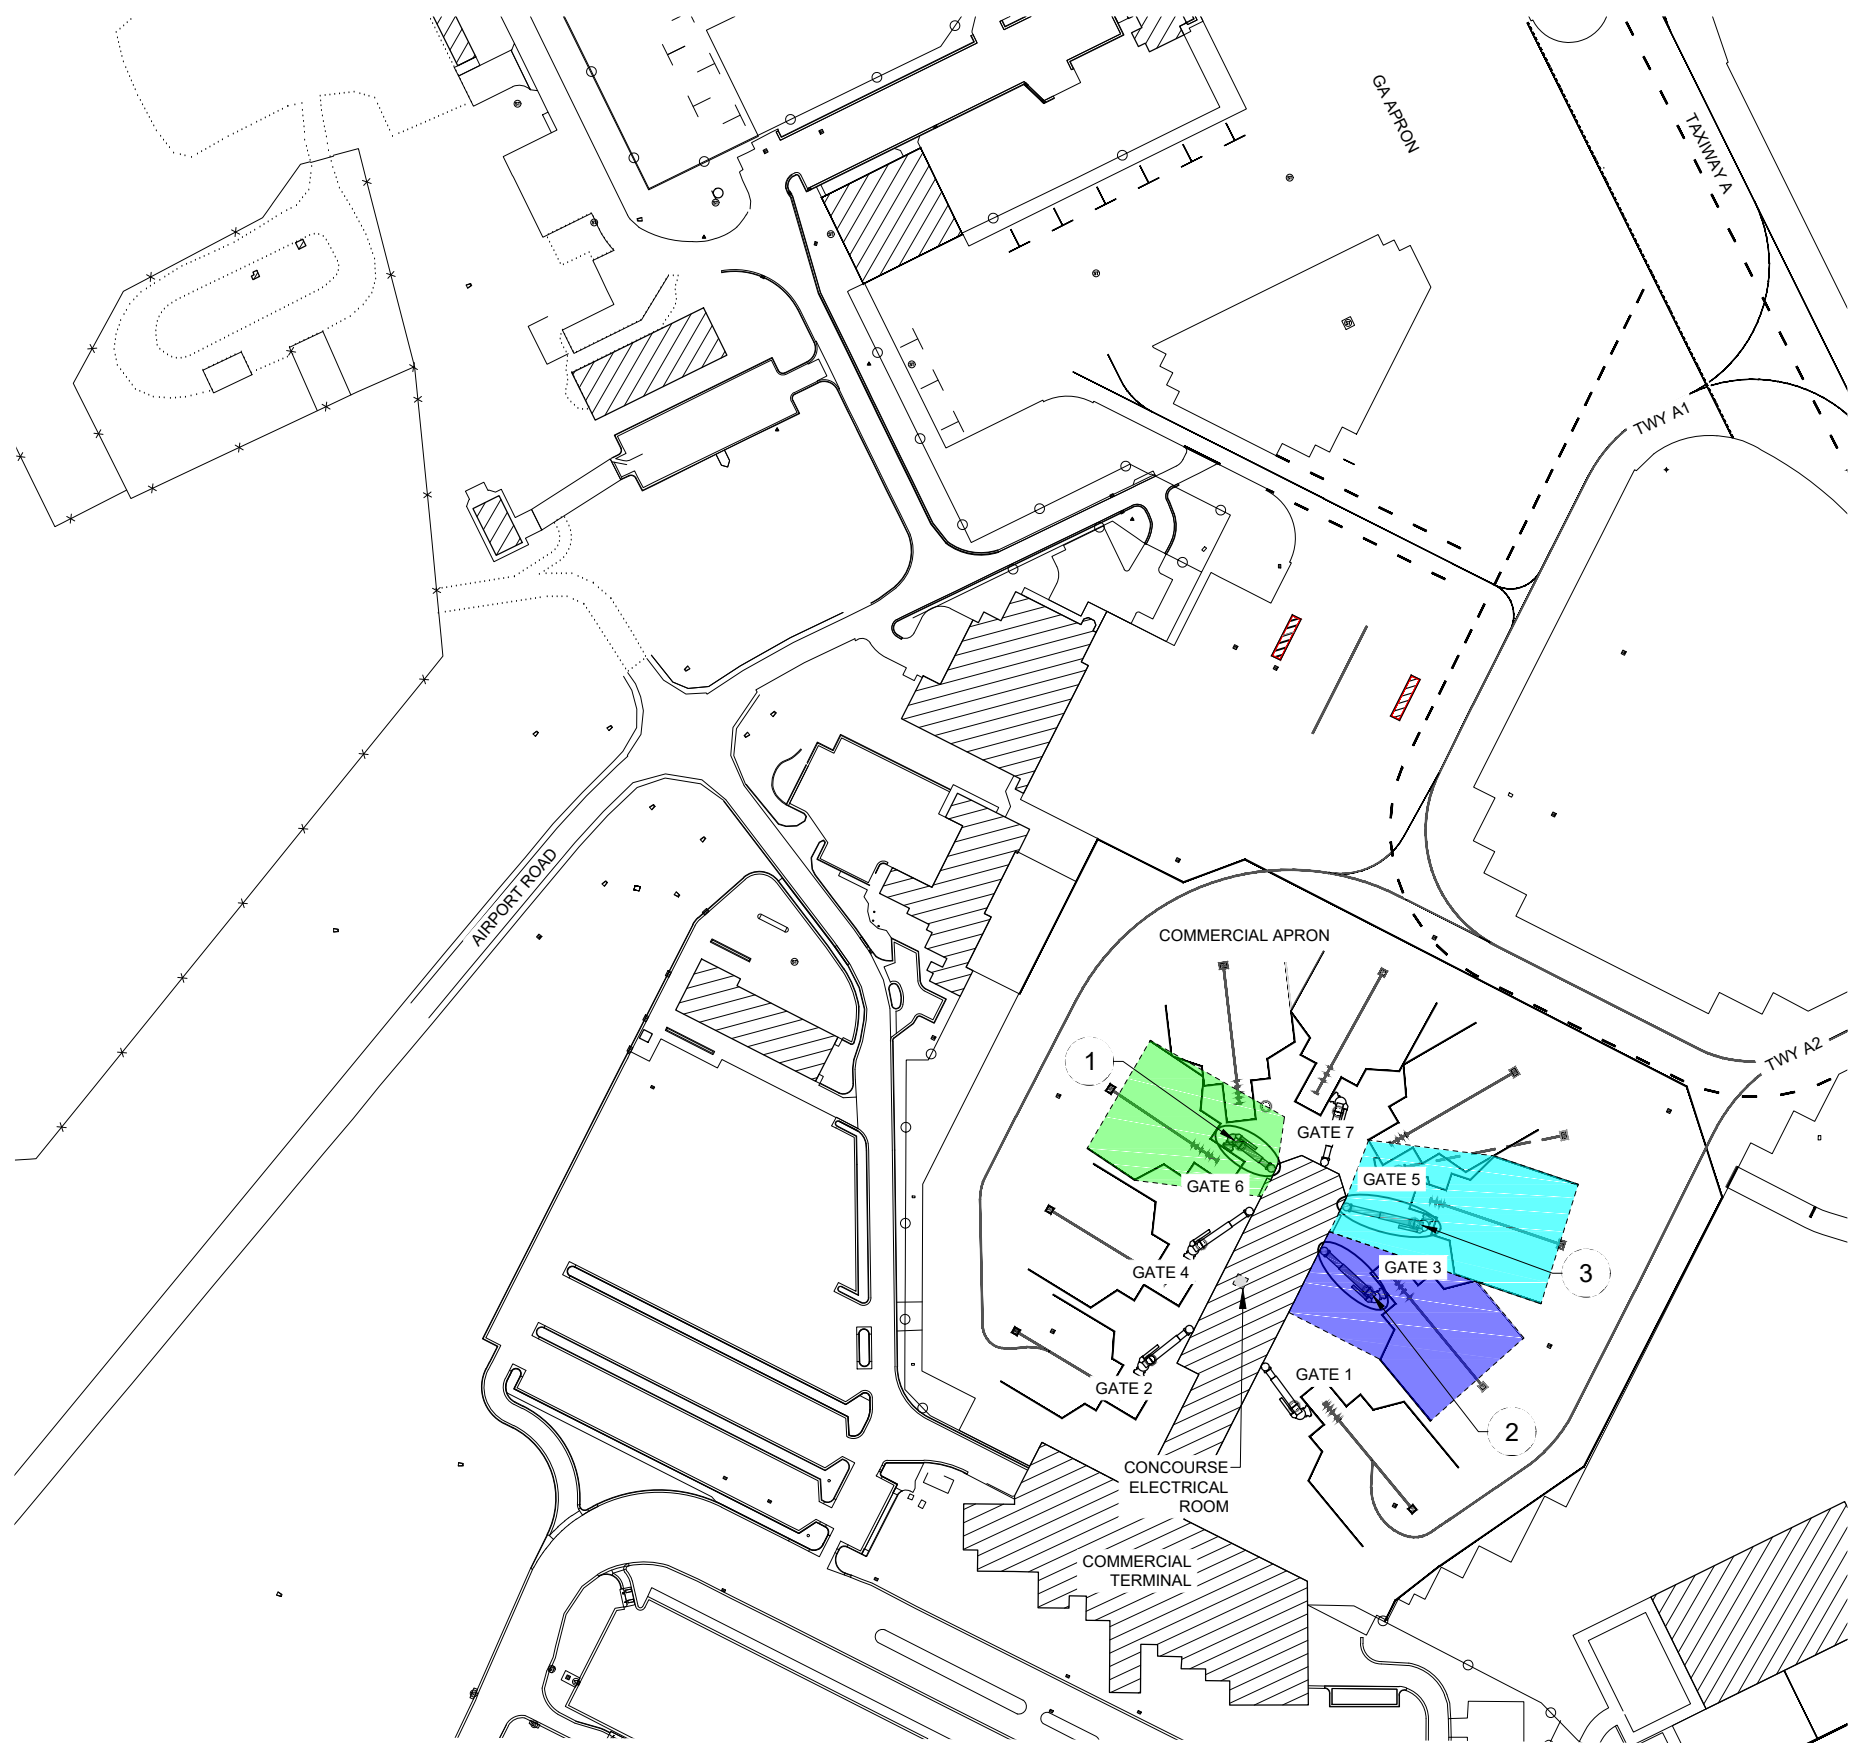 GA APRON
TAXIWAY A
TWY A1
AIRPORT ROAD
COMMERCIAL APRON
TWY A2
1
GATE 7
GATE 6
GATE 5
GATE 4
GATE 3
3
GATE 2
GATE 1
2
CONCOURSE
ELECTRICAL
ROOM
COMMERCIAL
TERMINAL